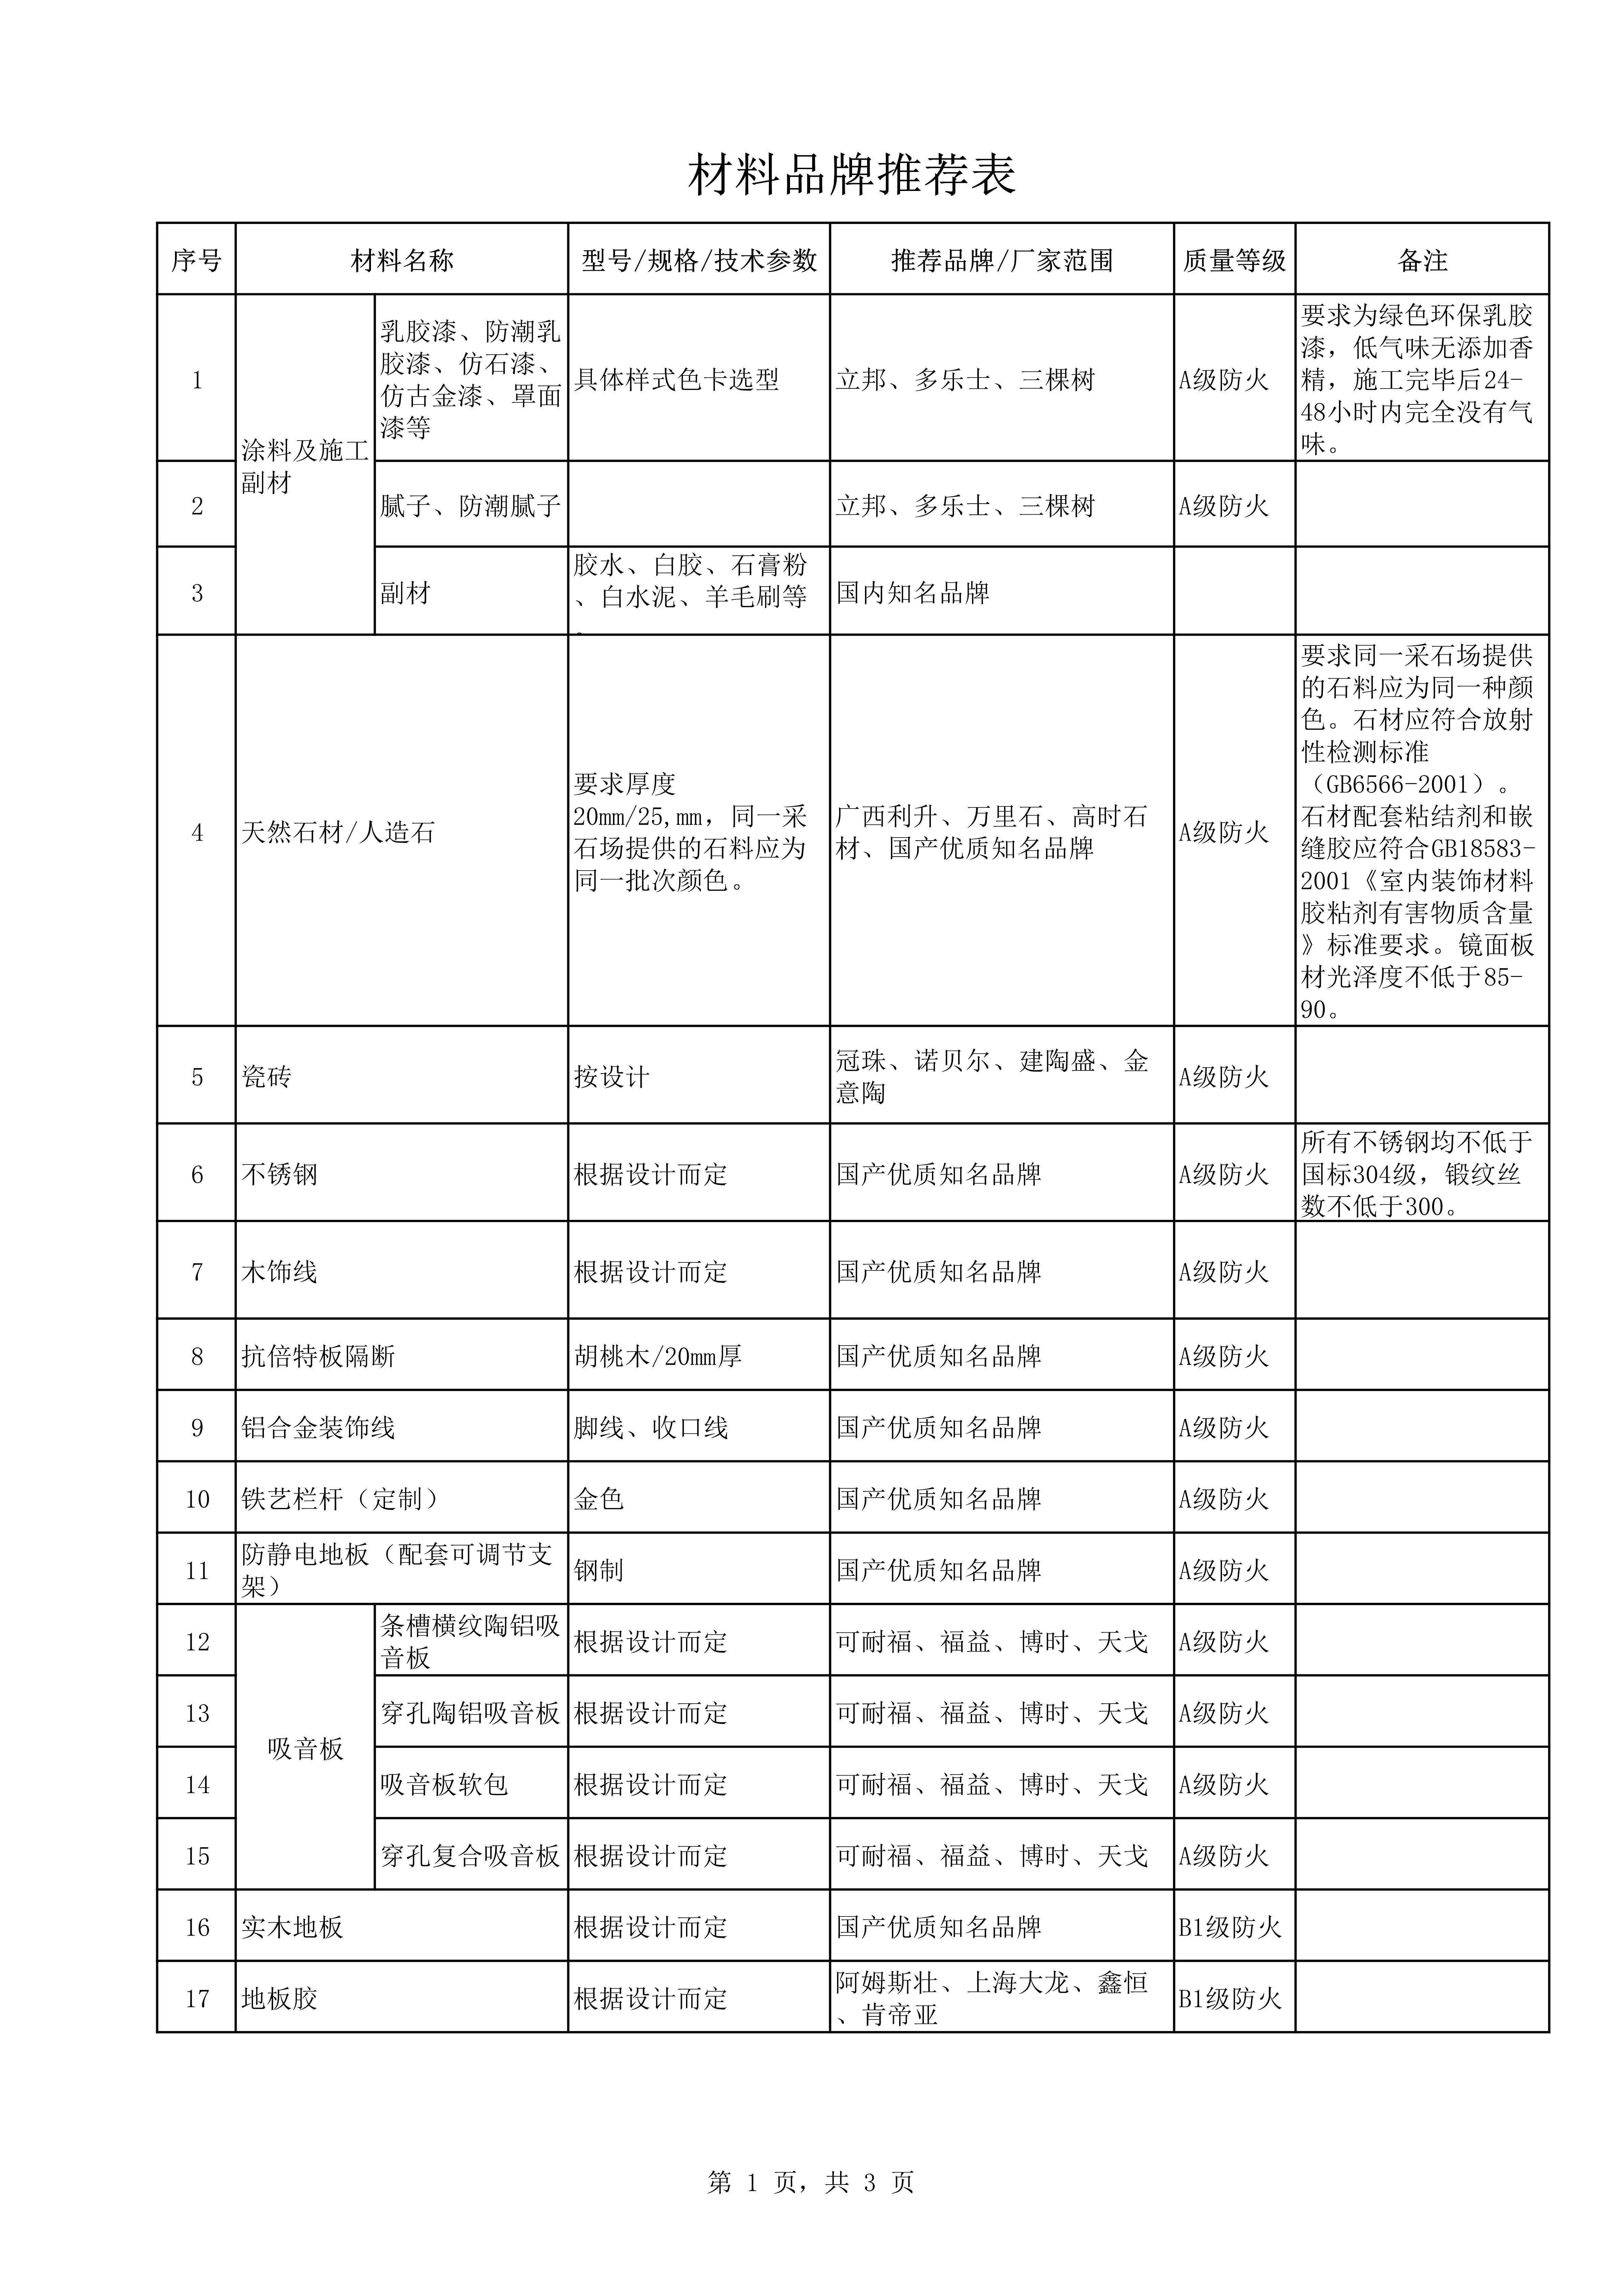 材料品牌推荐表
序号 材料名称 型号/规格/技术参数 推荐品牌/厂家范围 质量等级 备注
1
涂料及施工
副材
乳胶漆、防潮乳
胶漆、仿石漆、
仿古金漆、罩面
漆等
具体样式色卡选型
立邦、多乐士、三棵树
A级防火
要求为绿色环保乳胶
漆，低气味无添加香
精，施工完毕后24-
48小时内完全没有气
味。
2
腻子、防潮腻子
立邦、多乐士、三棵树
A级防火
3
副材
胶水、白胶、石膏粉
、白水泥、羊毛刷等
国内知名品牌
4
天然石材/人造石
要求厚度
20mm/25,mm，同一采
石场提供的石料应为
同一批次颜色。
广西利升、万里石、高时石
材、国产优质知名品牌
A级防火
要求同一采石场提供
的石料应为同一种颜
色。石材应符合放射
性检测标准
（GB6566-2001）。
石材配套粘结剂和嵌
缝胶应符合GB18583-
2001《室内装饰材料
胶粘剂有害物质含量
》标准要求。镜面板
材光泽度不低于85-
90。
5
瓷砖
按设计
冠珠、诺贝尔、建陶盛、金
意陶
A级防火
6
不锈钢
根据设计而定
国产优质知名品牌
A级防火
所有不锈钢均不低于
国标304级，锻纹丝
数不低于300。
7
木饰线
根据设计而定
国产优质知名品牌
A级防火
8
抗倍特板隔断
胡桃木/20mm厚
国产优质知名品牌
A级防火
9
铝合金装饰线
脚线、收口线
国产优质知名品牌
A级防火
10
铁艺栏杆（定制）
金色
国产优质知名品牌
A级防火
11
防静电地板（配套可调节支
架）
钢制
国产优质知名品牌
A级防火
12
吸音板
条槽横纹陶铝吸
音板
根据设计而定
可耐福、福益、博时、天戈
A级防火
13
穿孔陶铝吸音板
根据设计而定
可耐福、福益、博时、天戈
A级防火
14
吸音板软包
根据设计而定
可耐福、福益、博时、天戈
A级防火
15
穿孔复合吸音板
根据设计而定
可耐福、福益、博时、天戈
A级防火
16
实木地板
根据设计而定
国产优质知名品牌
B1级防火
17
地板胶
根据设计而定
阿姆斯壮、上海大龙、鑫恒
、肯帝亚
B1级防火
第 1 页，共 3 页